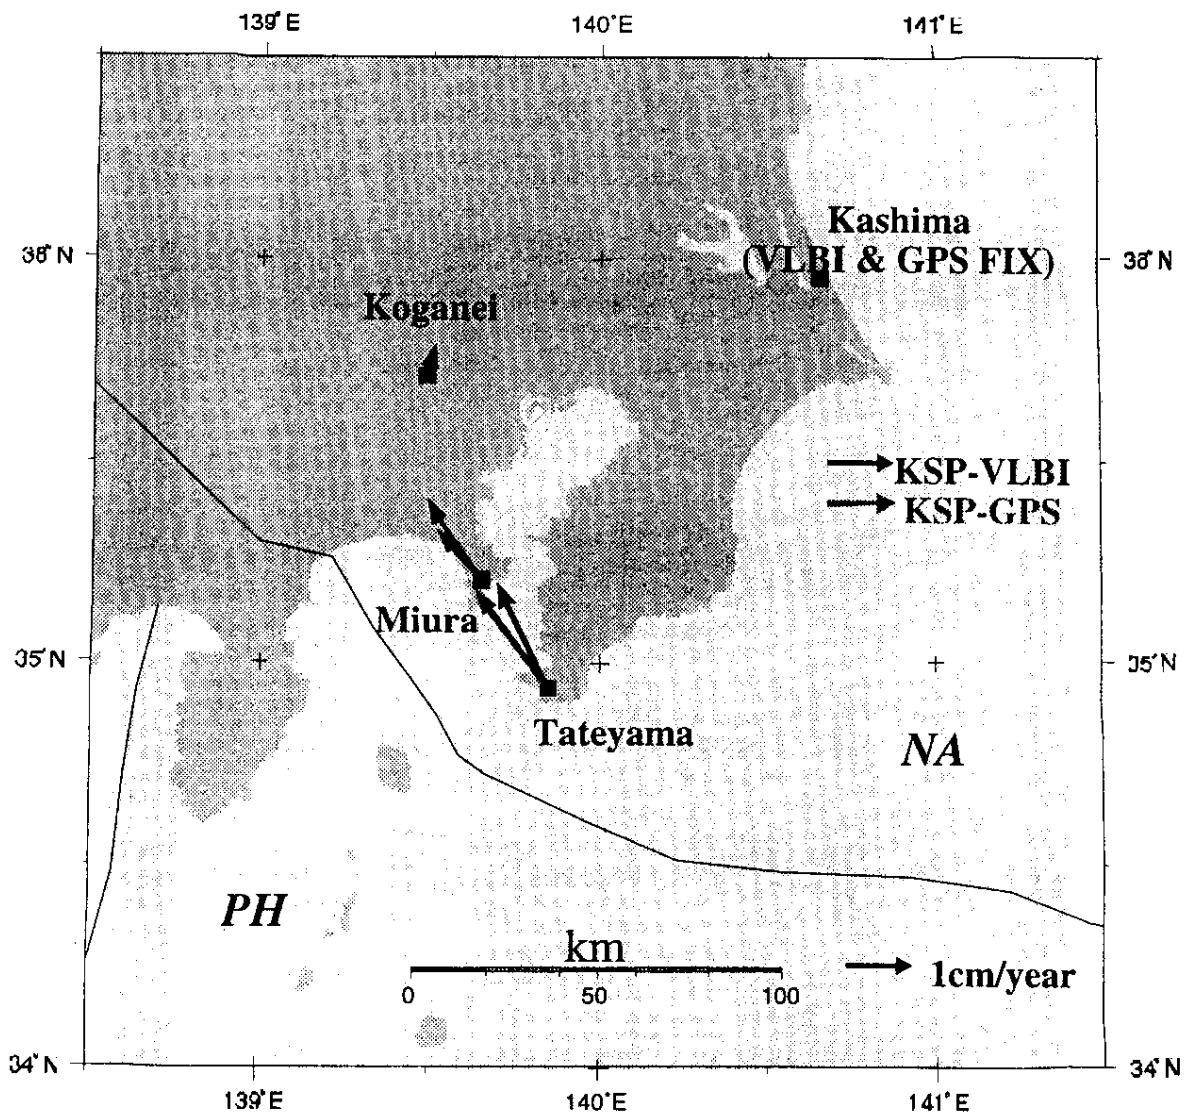 139°E 140°E 141°E
Kashima
36°N (VLBI & GPS FIX) 36°N
Koganei
KSP-VLBI
KSP-GPS
Miura
35°N 35°N
Tateyama
NA
PH
km
1cm/year
0 50 100
34°N 34°N
139°E 140°E 141°E